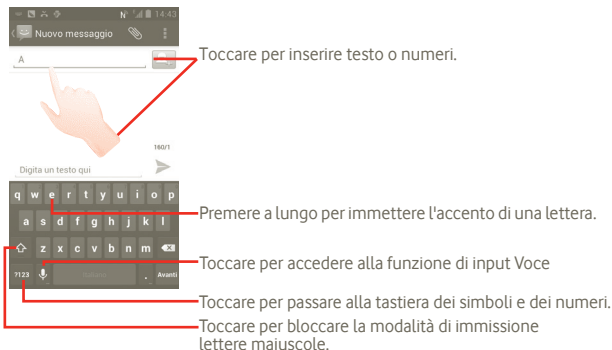 14:43
Nuovo messaggio
A
Toccare per inserire testo o numeri.
160/1
Digita un testo qui
q w e r t y u i o p
a s d f g h j k l
z x c v b n m
?123 . Avanti
Premere a lungo per immettere l'accento di una lettera.
Toccare per accedere alla funzione di input Voce
Toccare per passare alla tastiera dei simboli e dei numeri.
Toccare per bloccare la modalità di immissione
lettere maiuscole.